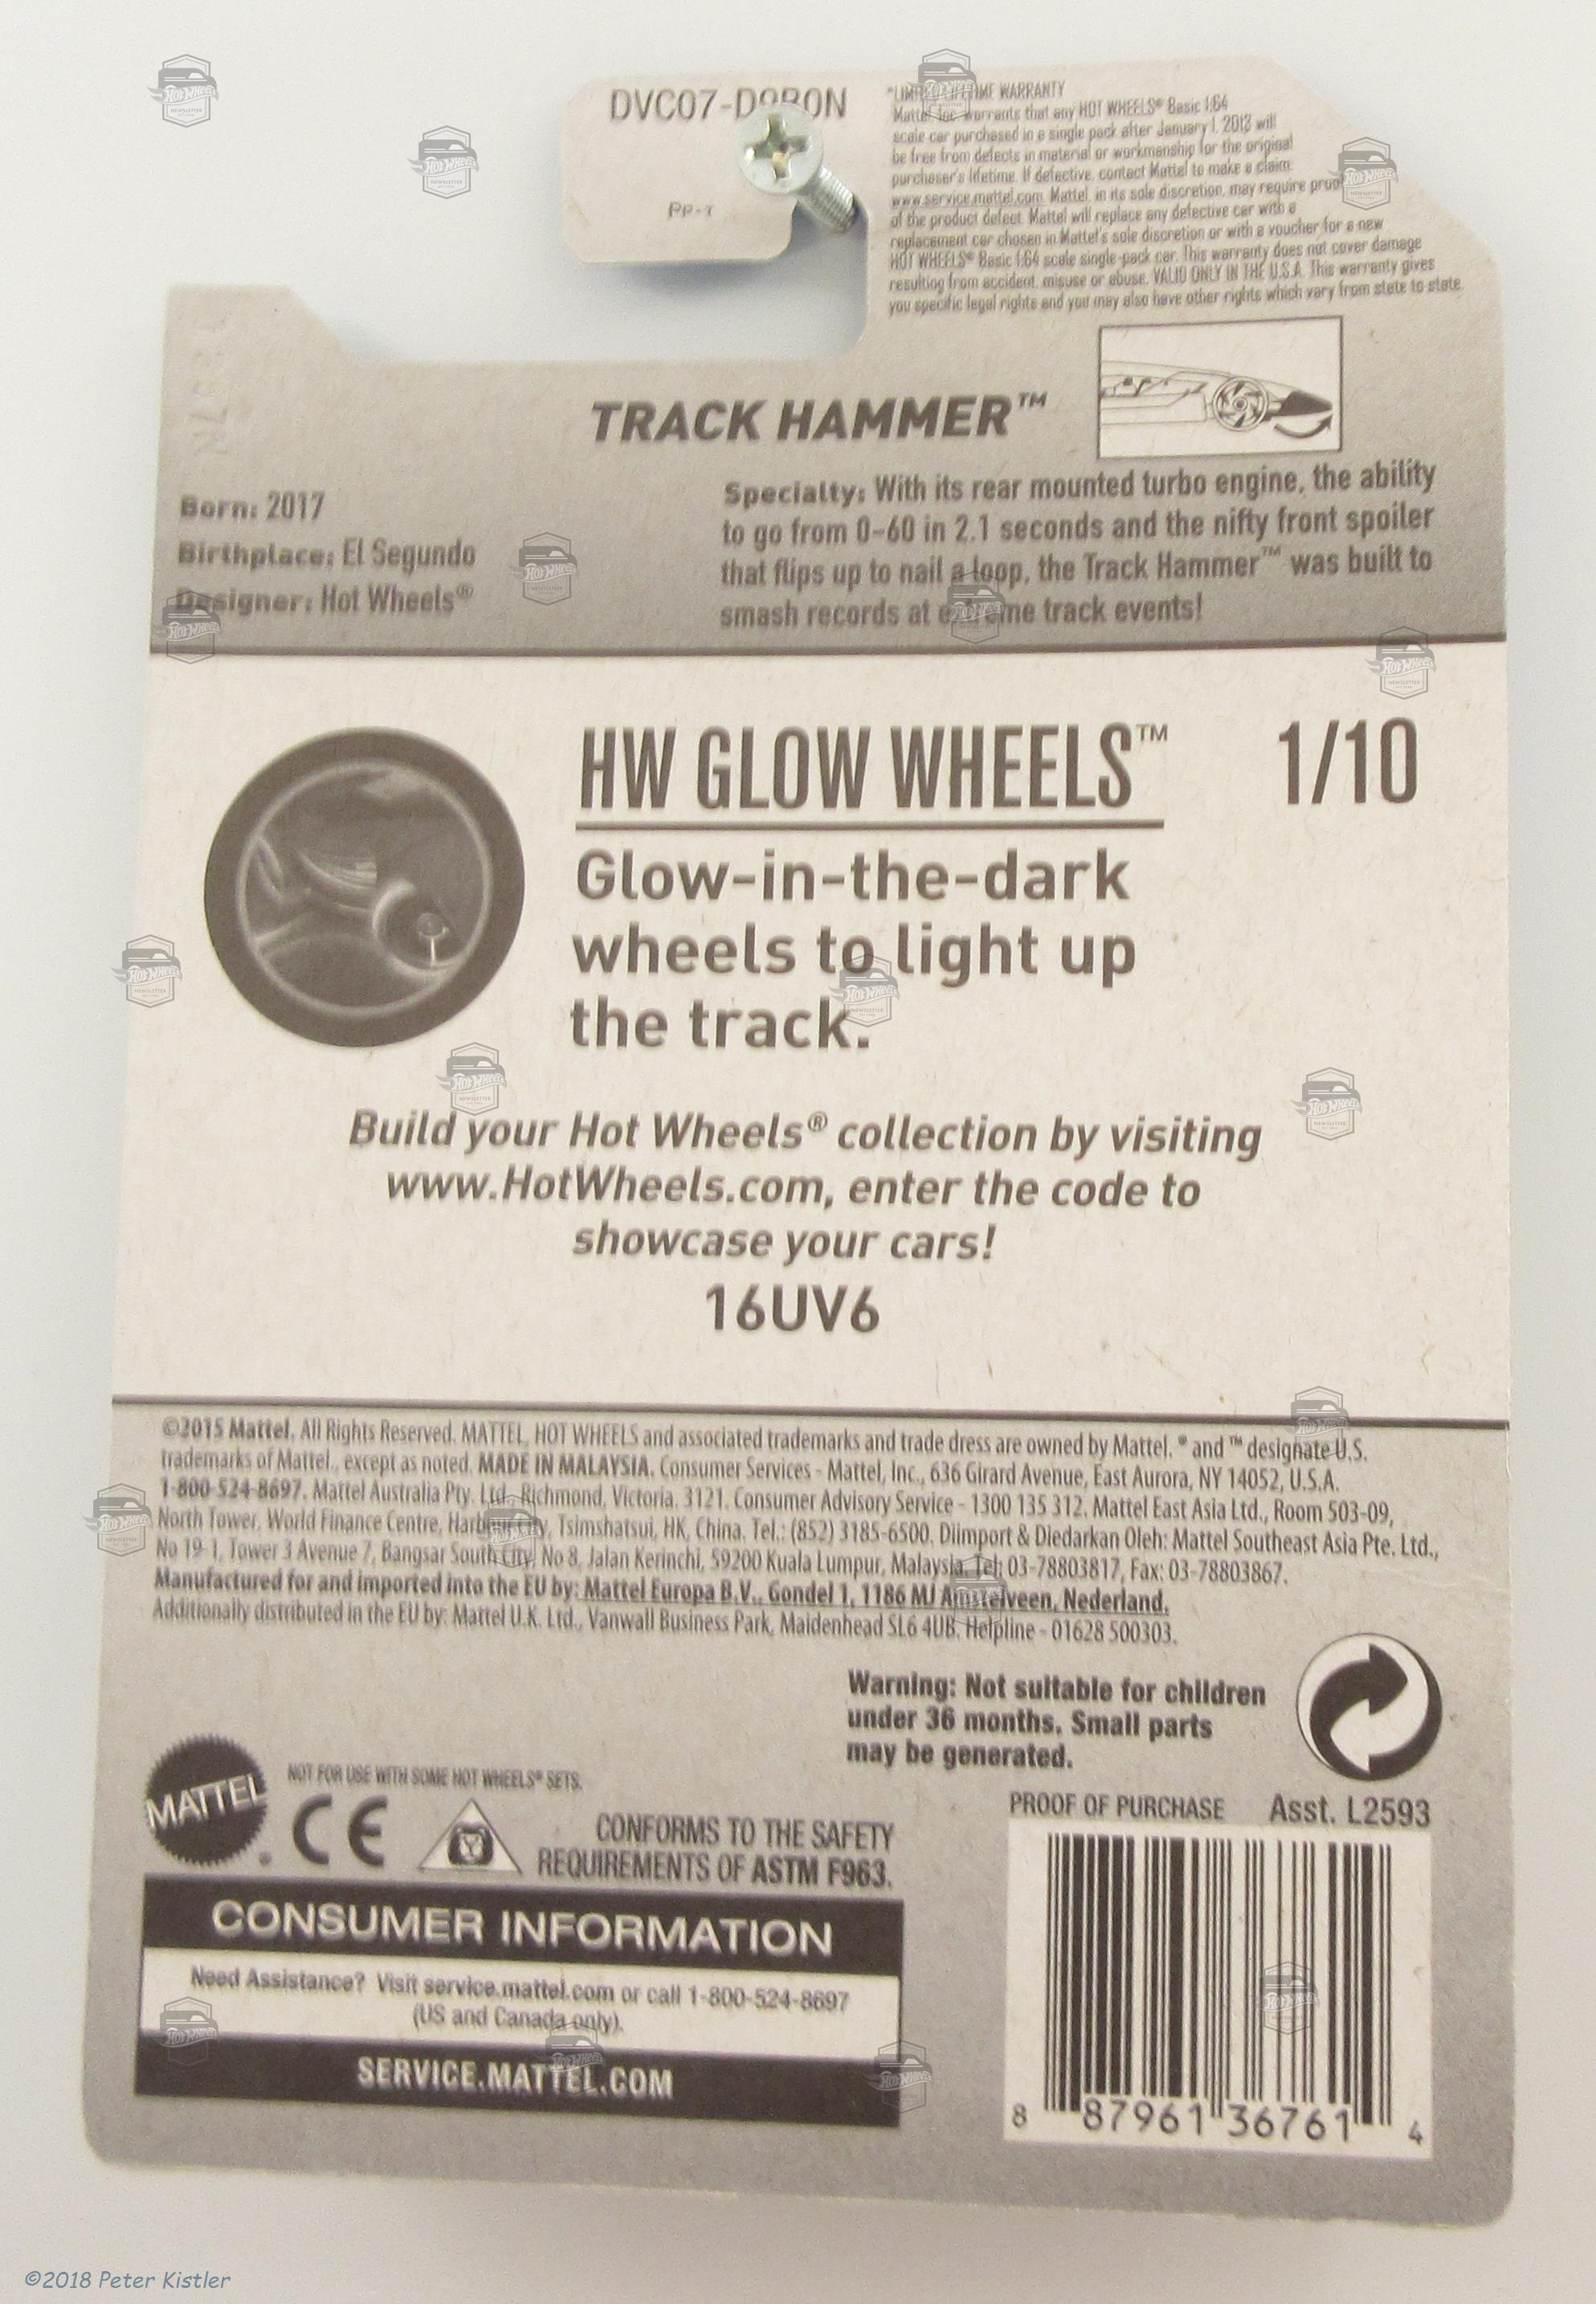 DVC07-D9B0N
PP-T
*LIMITED LIFETIME WARRANTY
Mattel, Inc. warrants that any HOT WHEELS® Basic 1:64
scale car purchased in a single pack after January 1, 2013 will
be free from defects in material or workmanship for the original
purchaser's lifetime. If defective, contact Mattel to make a claim:
www.service.mattel.com. Mattel, in its sole discretion, may require proof
of the product defect. Mattel will replace any defective car with a
replacement car chosen in Mattel's sole discretion or with a voucher for a new
HOT WHEELS® Basic 1:64 scale single-pack car. This warranty does not cover damage
resulting from accident, misuse or abuse. VALID ONLY IN THE U.S.A. This warranty gives
you specific legal rights and you may also have other rights which vary from state to state.
TRACK HAMMER™
Born: 2017
Birthplace: El Segundo
Designer: Hot Wheels®
Specialty: With its rear mounted turbo engine, the ability
to go from 0-60 in 2.1 seconds and the nifty front spoiler
that flips up to nail a loop, the Track Hammer™ was built to
smash records at extreme track events!
HW GLOW WHEELS™ 1/10
Glow-in-the-dark
wheels to light up
the track.
Build your Hot Wheels® collection by visiting
www.HotWheels.com, enter the code to
showcase your cars!
16UV6
©2015 Mattel. All Rights Reserved. MATTEL, HOT WHEELS and associated trademarks and trade dress are owned by Mattel. ® and ™ designate U.S.
trademarks of Mattel., except as noted. MADE IN MALAYSIA. Consumer Services - Mattel, Inc., 636 Girard Avenue, East Aurora, NY 14052, U.S.A.
1-800-524-8697. Mattel Australia Pty. Ltd., Richmond, Victoria. 3121. Consumer Advisory Service - 1300 135 312. Mattel East Asia Ltd., Room 503-09,
North Tower, World Finance Centre, Harbour City, Tsimshatsui, HK, China. Tel.: (852) 3185-6500. Diimport & Diedarkan Oleh: Mattel Southeast Asia Pte. Ltd.,
No 19-1, Tower 3 Avenue 7, Bangsar South City, No 8, Jalan Kerinchi, 59200 Kuala Lumpur, Malaysia. Tel: 03-78803817, Fax: 03-78803867.
Manufactured for and imported into the EU by: Mattel Europa B.V., Gondel 1, 1186 MJ Amstelveen, Nederland.
Additionally distributed in the EU by: Mattel U.K. Ltd., Vanwall Business Park, Maidenhead SL6 4UB. Helpline - 01628 500303.
Warning: Not suitable for children
under 36 months. Small parts
may be generated.
MATTEL
NOT FOR USE WITH SOME HOT WHEELS® SETS.
CE
CONFORMS TO THE SAFETY
REQUIREMENTS OF ASTM F963.
PROOF OF PURCHASE Asst. L2593
CONSUMER INFORMATION
Need Assistance? Visit service.mattel.com or call 1-800-524-8697
(US and Canada only).
SERVICE.MATTEL.COM
8 87961 36761 4
©2018 Peter Kistler